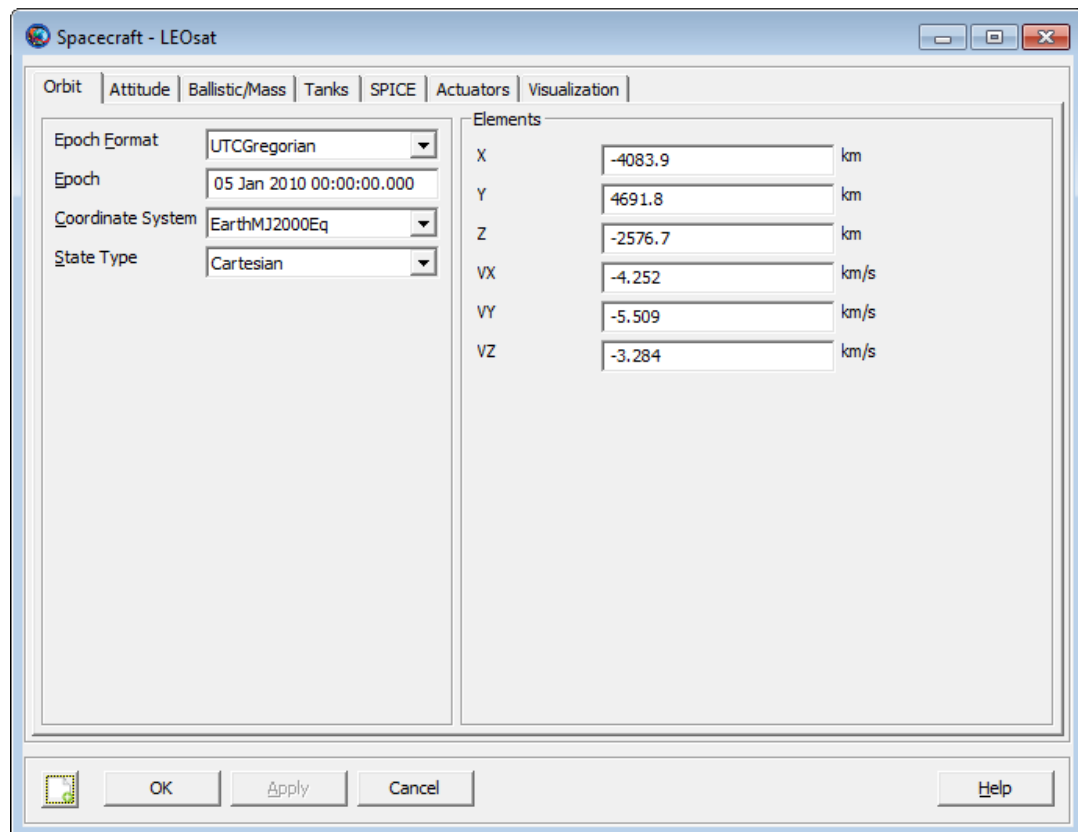 Spacecraft - LEOsat
Orbit Attitude Ballistic/Mass Tanks SPICE Actuators Visualization
Epoch Format UTCGregorian
Epoch 05 Jan 2010 00:00:00.000
Coordinate System EarthMJ2000Eq
State Type Cartesian
Elements
X -4083.9 km
Y 4691.8 km
Z -2576.7 km
VX -4.252 km/s
VY -5.509 km/s
VZ -3.284 km/s
OK Apply Cancel Help